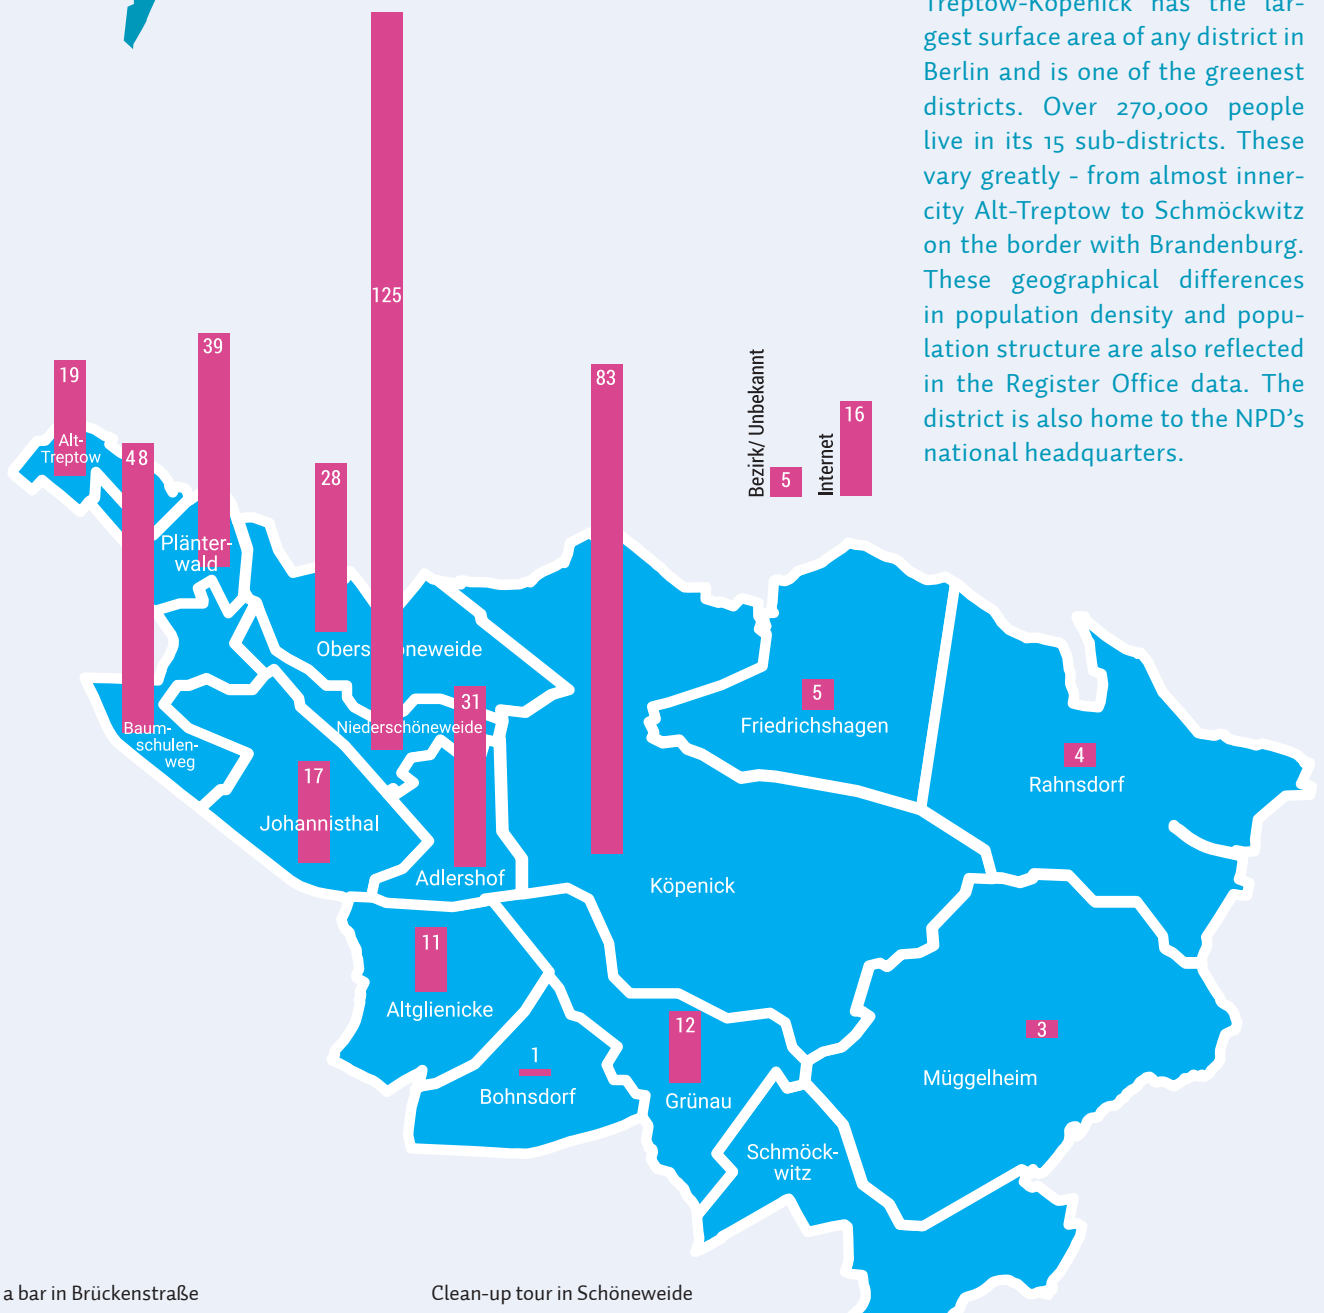 Treptow-Köpenick has the lar-
gest surface area of any district in
Berlin and is one of the greenest
districts. Over 270,000 people
live in its 15 sub-districts. These
vary greatly - from almost inner-
city Alt-Treptow to Schmöckwitz
on the border with Brandenburg.
These geographical differences
in population density and popu-
lation structure are also reflected
in the Register Office data. The
district is also home to the NPD's
national headquarters.
125
39
19
83
Bezirk/ Unbekannt
5
Internet
16
Alt-
Treptow
48
28
Plänter-
wald
Obers neweide
31
Niederschöneweide
Baum-
schulen-
weg
5
Friedrichshagen
4
Rahnsdorf
17
Johannisthal
Adlershof
Köpenick
11
Altglienicke
12
Grünau
3
Müggelheim
1
Bohnsdorf
Schmöck-
witz
a bar in Brückenstraße
Clean-up tour in Schöneweide